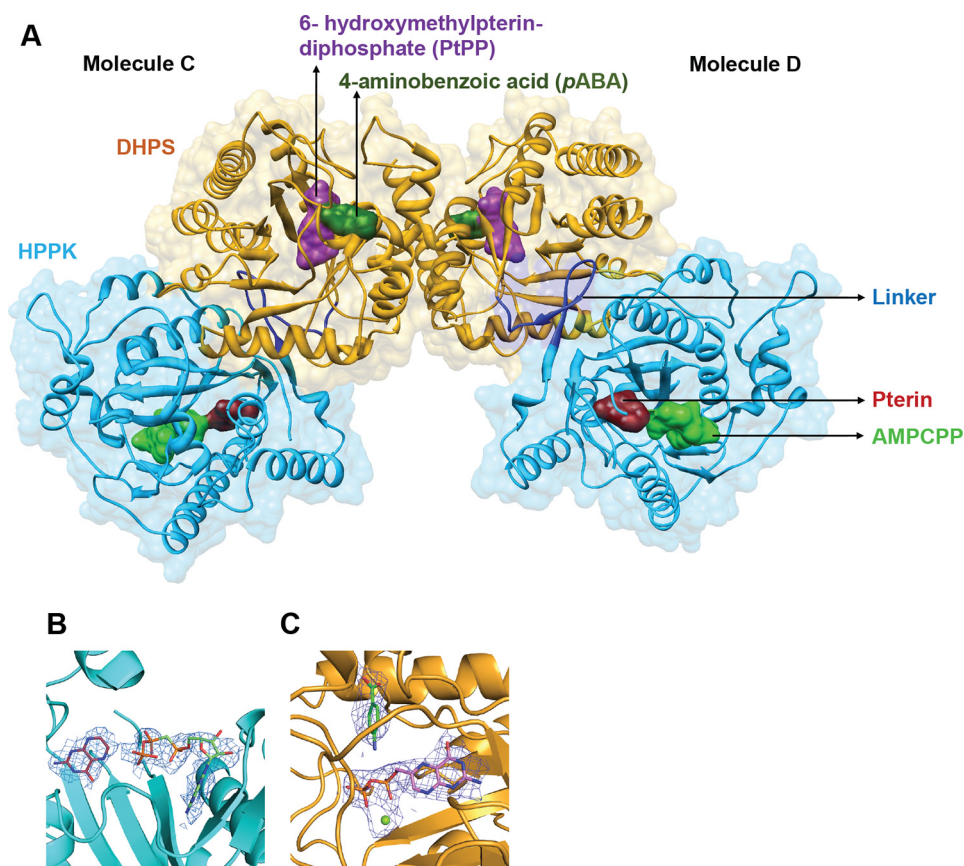 A
6- hydroxymethylpterin-
diphosphate (PtPP)
Molecule C
Molecule D
4-aminobenzoic acid (pABA)
DHPS
HPPK
Linker
Pterin
AMPCPP
B
C